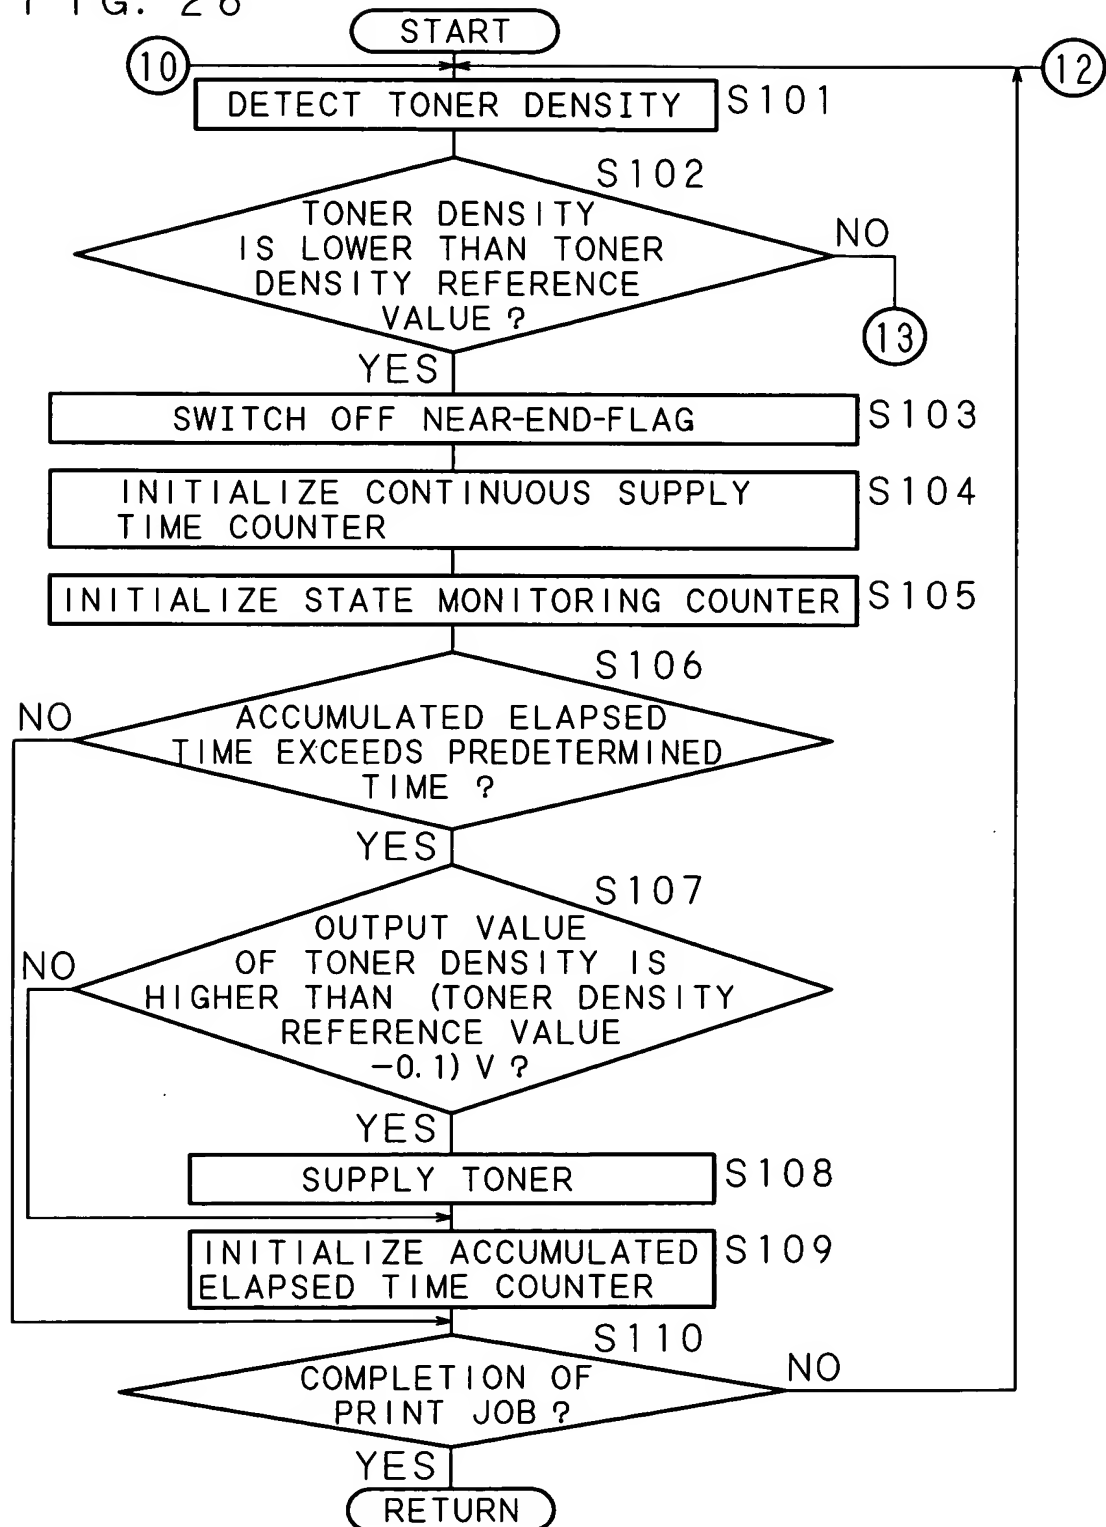 FIG. 28
START
10
12
DETECT TONER DENSITY
S101
S102
TONER DENSITY
IS LOWER THAN TONER
DENSITY REFERENCE
VALUE?
NO
13
YES
SWITCH OFF NEAR-END-FLAG
S103
INITIALIZE CONTINUOUS SUPPLY
TIME COUNTER
S104
INITIALIZE STATE MONITORING COUNTER
S105
S106
NO
ACCUMULATED ELAPSED
TIME EXCEEDS PREDETERMINED
TIME ?
YES
S107
NO
OUTPUT VALUE
OF TONER DENSITY IS
HIGHER THAN (TONER DENSITY
REFERENCE VALUE
-0.1) V ?
YES
SUPPLY TONER
S108
INITIALIZE ACCUMULATED
ELAPSED TIME COUNTER
S109
S110
COMPLETION OF
PRINT JOB ?
NO
YES
RETURN